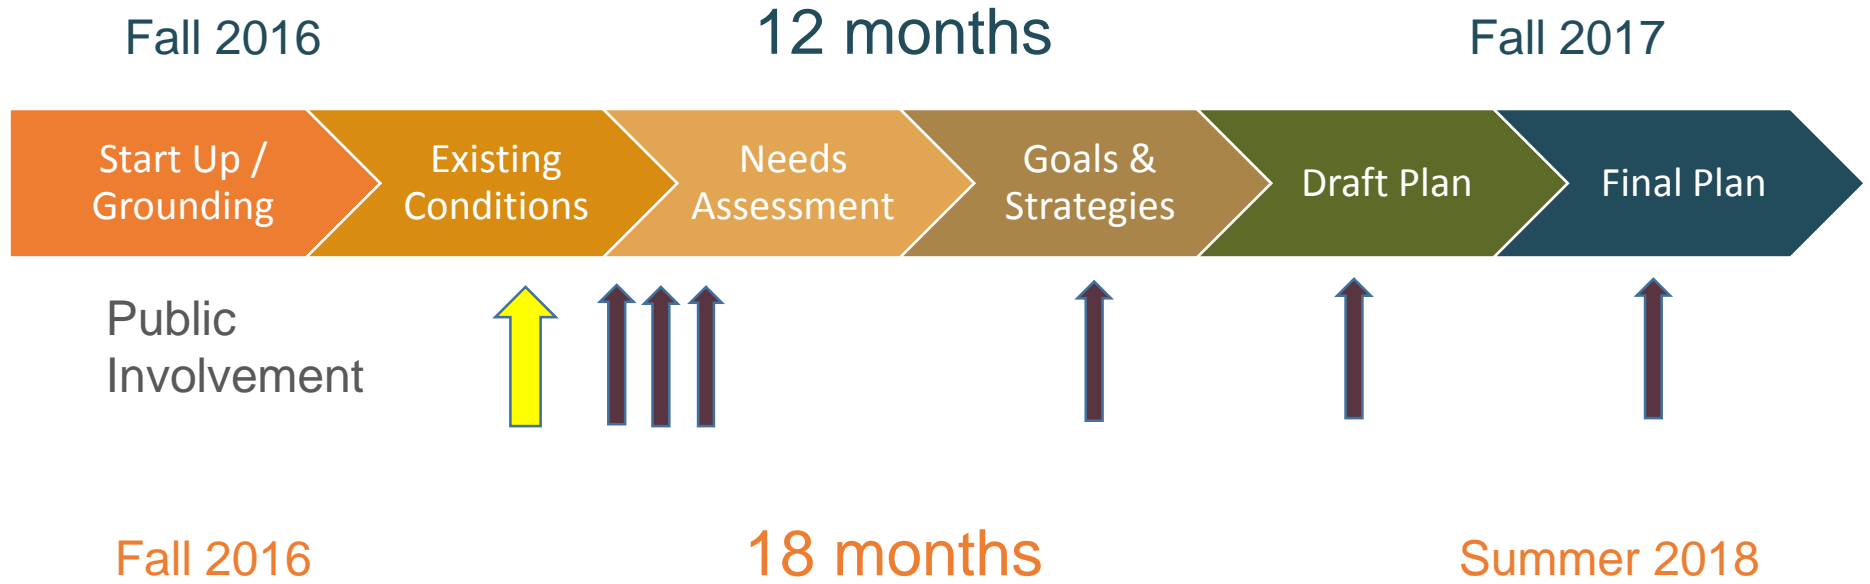 Fall 2016
12 months
Fall 2017
Start Up /
Grounding
Existing
Conditions
Needs
Assessment
Goals &
Strategies
Draft Plan
Final Plan
Public
Involvement
Fall 2016
18 months
Summer 2018